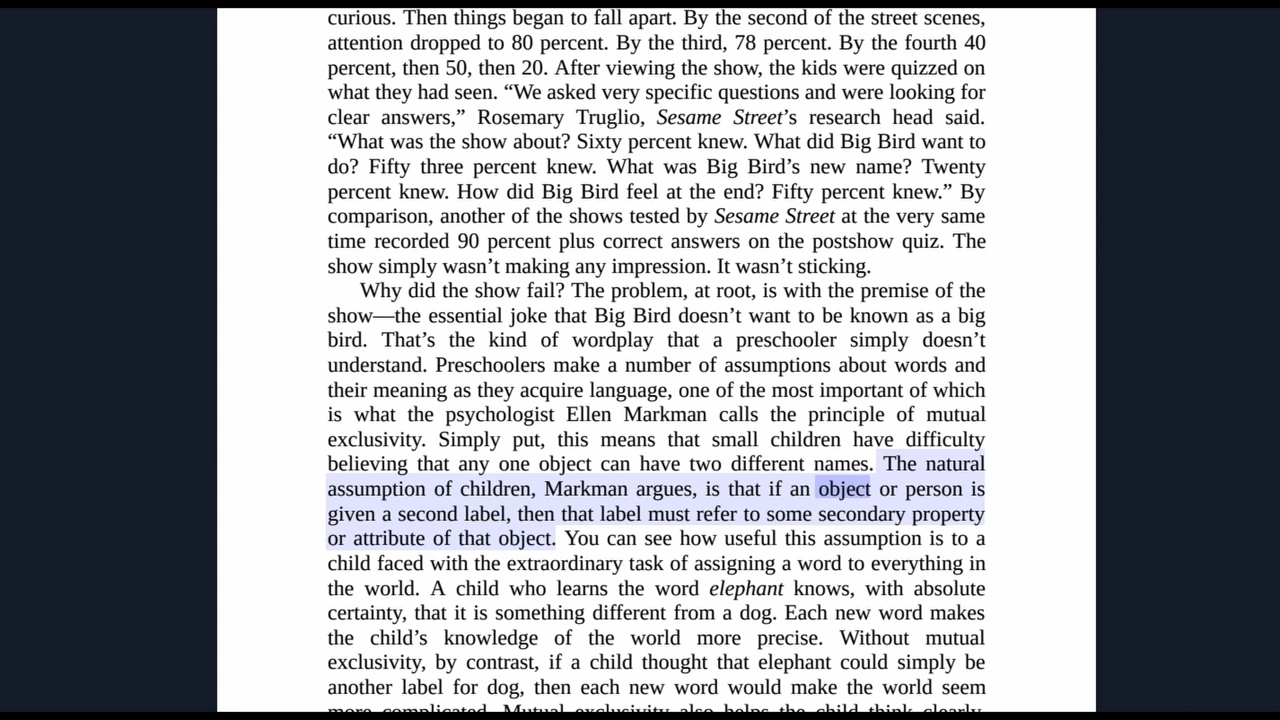 curious. Then things began to fall apart. By the second of the street scenes,
attention dropped to 80 percent. By the third, 78 percent. By the fourth 40
percent, then 50, then 20. After viewing the show, the kids were quizzed on
what they had seen. “We asked very specific questions and were looking for
clear answers,” Rosemary Truglio, Sesame Street’s research head said.
“What was the show about? Sixty percent knew. What did Big Bird want to
do? Fifty three percent knew. What was Big Bird’s new name? Twenty
percent knew. How did Big Bird feel at the end? Fifty percent knew.” By
comparison, another of the shows tested by Sesame Street at the very same
time recorded 90 percent plus correct answers on the postshow quiz. The
show simply wasn’t making any impression. It wasn’t sticking.
Why did the show fail? The problem, at root, is with the premise of the
show—the essential joke that Big Bird doesn’t want to be known as a big
bird. That’s the kind of wordplay that a preschooler simply doesn’t
understand. Preschoolers make a number of assumptions about words and
their meaning as they acquire language, one of the most important of which
is what the psychologist Ellen Markman calls the principle of mutual
exclusivity. Simply put, this means that small children have difficulty
believing that any one object can have two different names. The natural
assumption of children, Markman argues, is that if an object or person is
given a second label, then that label must refer to some secondary property
or attribute of that object. You can see how useful this assumption is to a
child faced with the extraordinary task of assigning a word to everything in
the world. A child who learns the word elephant knows, with absolute
certainty, that it is something different from a dog. Each new word makes
the child’s knowledge of the world more precise. Without mutual
exclusivity, by contrast, if a child thought that elephant could simply be
another label for dog, then each new word would make the world seem
more complicated. Mutual exclusivity also helps the child think clearly.